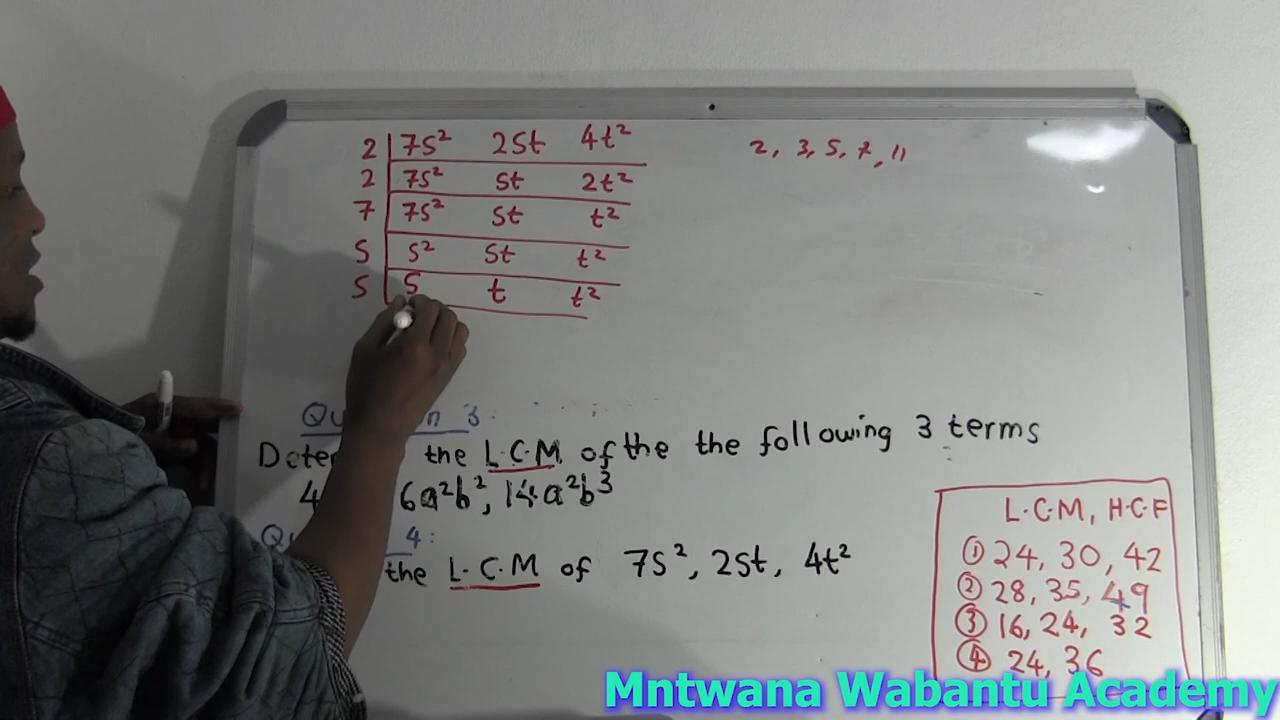 2 7s² 2st 4t²
2 7s² st 2t²
7 7s² st t²
s s² st t²
s s t t²
2, 3, 5, 7, 11
3:
the L.C.M. of the the following 3 terms
6a²b², 14a²b³
4:
the L.C.M of 7s², 2st, 4t²
L.C.M, H.C.F
① 24, 30, 42
② 28, 35, 49
③ 16, 24, 32
④ 24, 36
Mntwana Wabantu Academy